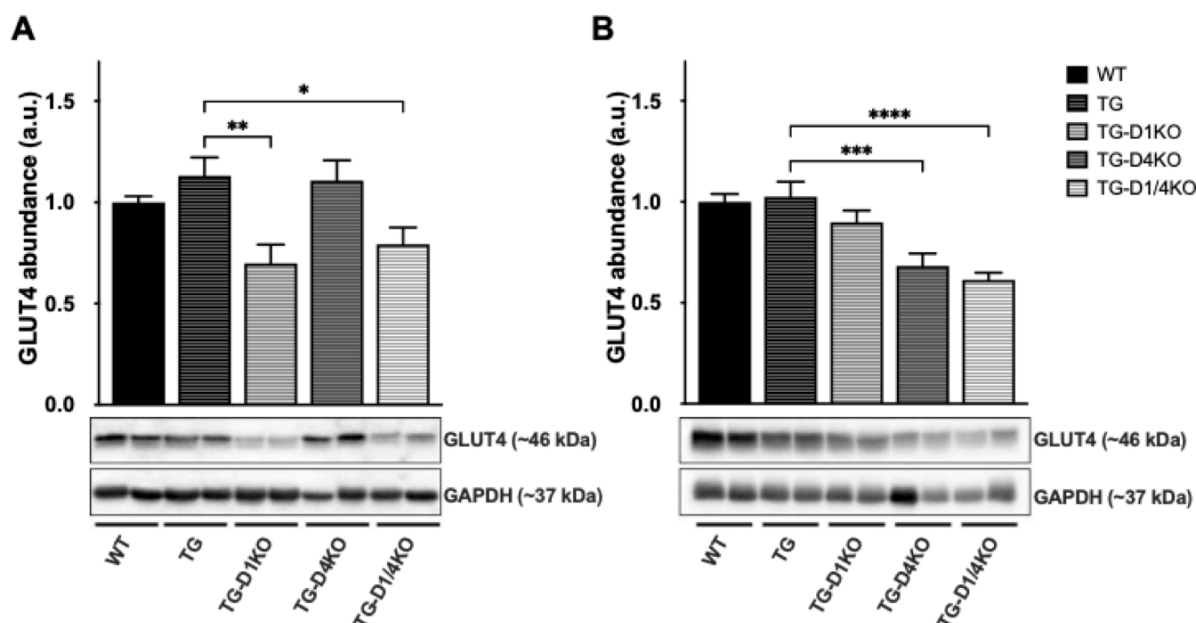 A
GLUT4 abundance (a.u.)
1.5
1.0
0.5
0.0
*
**
GLUT4 (~46 kDa)
GAPDH (~37 kDa)
WT
TG
TG-D1KO
TG-D4KO
TG-D1/4KO
B
GLUT4 abundance (a.u.)
1.5
1.0
0.5
0.0
****
***
GLUT4 (~46 kDa)
GAPDH (~37 kDa)
WT
TG
TG-D1KO
TG-D4KO
TG-D1/4KO
WT
TG
TG-D1KO
TG-D4KO
TG-D1/4KO